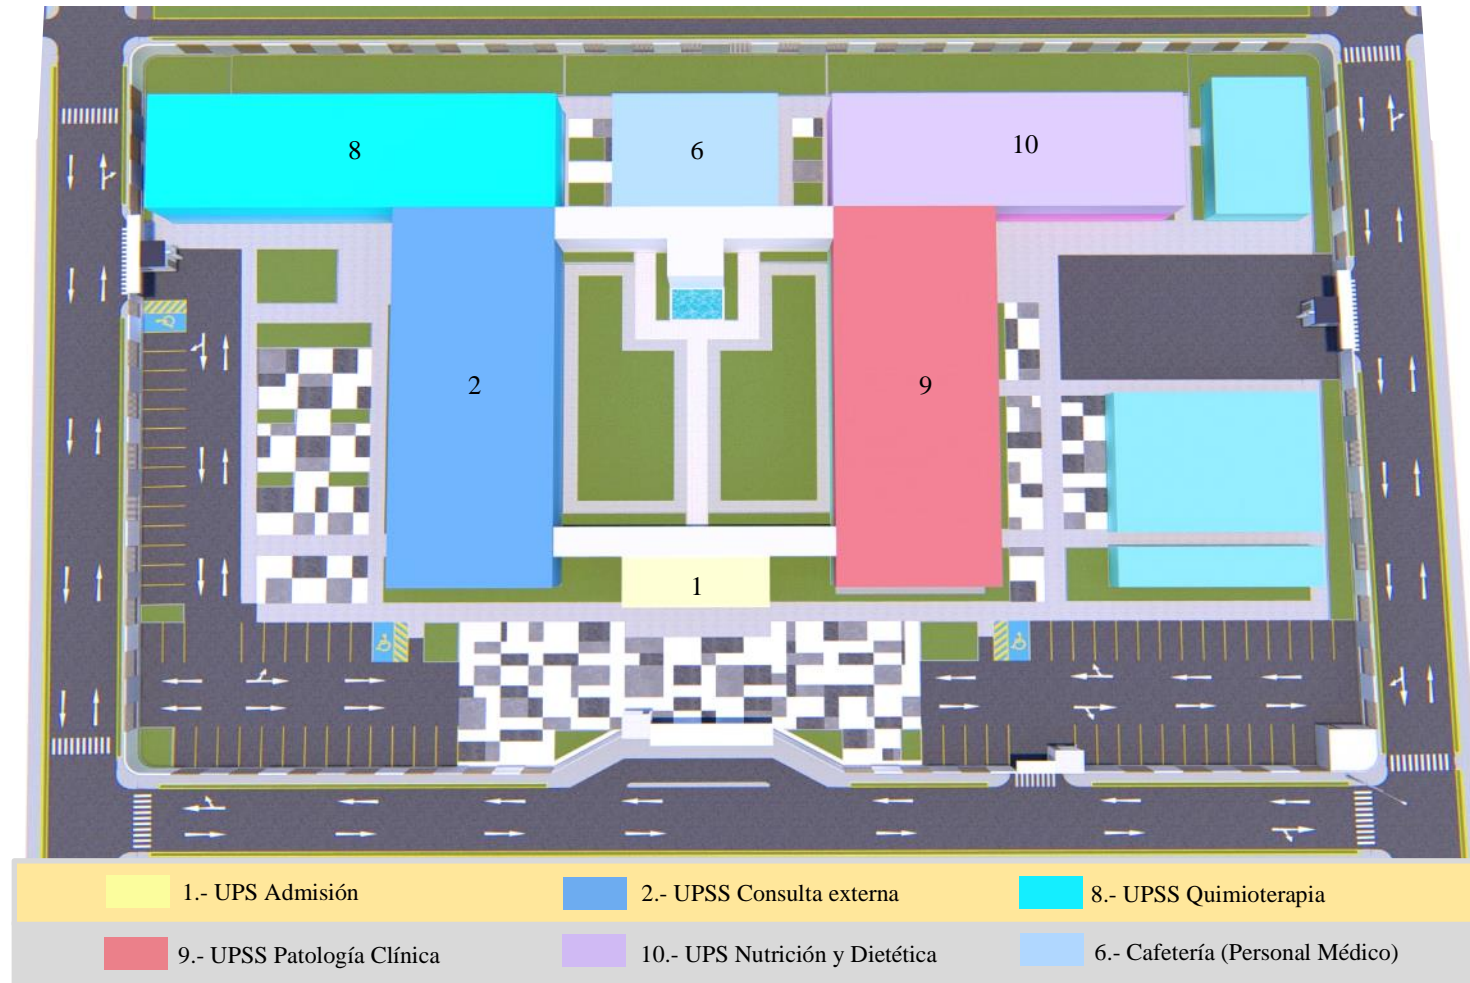 8
6
10
2
9
1
1.- UPS Admisión
2.- UPSS Consulta externa
8.- UPSS Quimioterapia
9.- UPSS Patología Clínica
10.- UPS Nutrición y Dietética
6.- Cafetería (Personal Médico)